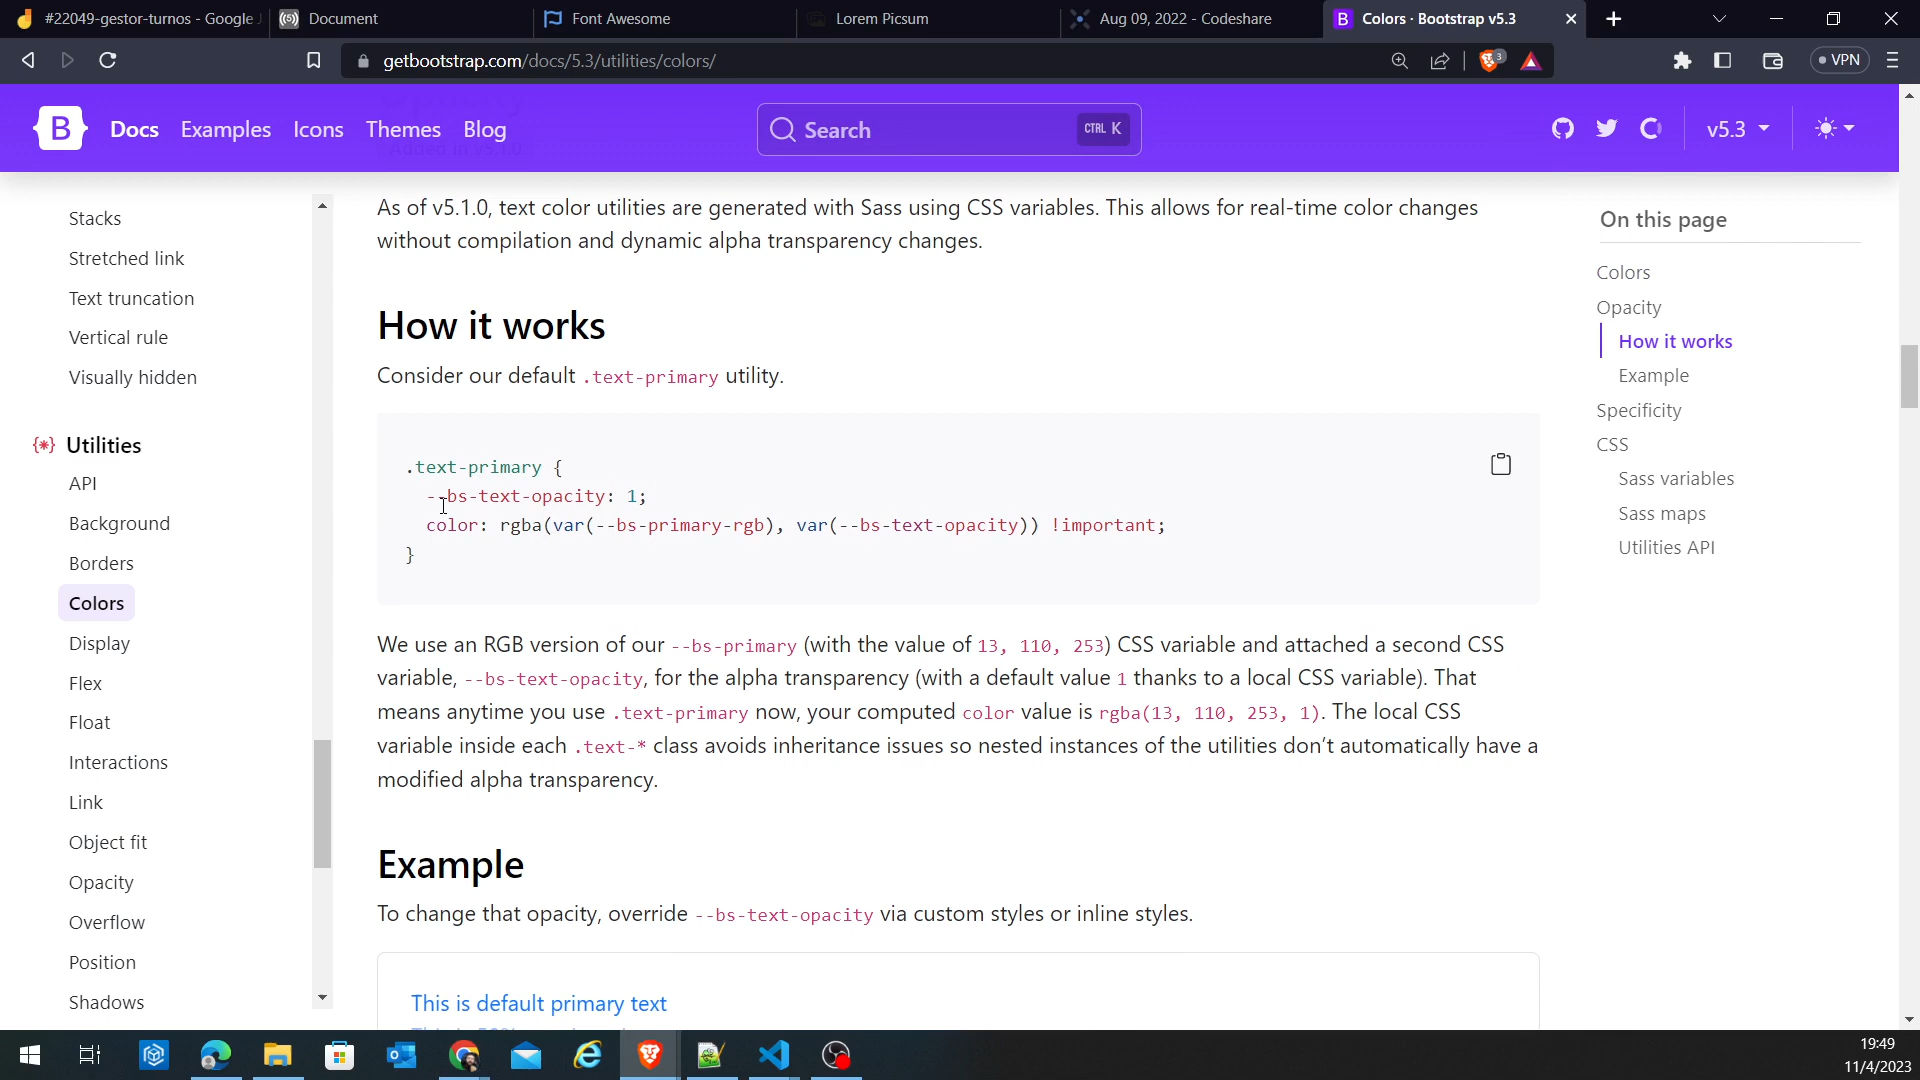 #22049-gestor-turnos - Google J
Document
Font Awesome
Lorem Picsum
Aug 09, 2022 - Codeshare
B Colors · Bootstrap v5.3
getbootstrap.com/docs/5.3/utilities/colors/
3
VPN
B
Docs
Examples
Icons
Themes
Blog
Search
CTRL K
v5.3
Added in v5.1.0
Stacks
Stretched link
Text truncation
Vertical rule
Visually hidden
Utilities
API
Background
Borders
Colors
Display
Flex
Float
Interactions
Link
Object fit
Opacity
Overflow
Position
Shadows
As of v5.1.0, text color utilities are generated with Sass using CSS variables. This allows for real-time color changes
without compilation and dynamic alpha transparency changes.
How it works
Consider our default .text-primary utility.
.text-primary {
--bs-text-opacity: 1;
color: rgba(var(--bs-primary-rgb), var(--bs-text-opacity)) !important;
}
We use an RGB version of our --bs-primary (with the value of 13, 110, 253) CSS variable and attached a second CSS
variable, --bs-text-opacity, for the alpha transparency (with a default value 1 thanks to a local CSS variable). That
means anytime you use .text-primary now, your computed color value is rgba(13, 110, 253, 1). The local CSS
variable inside each .text-* class avoids inheritance issues so nested instances of the utilities don't automatically have a
modified alpha transparency.
Example
To change that opacity, override --bs-text-opacity via custom styles or inline styles.
This is default primary text
On this page
Colors
Opacity
How it works
Example
Specificity
CSS
Sass variables
Sass maps
Utilities API
19:49
11/4/2023